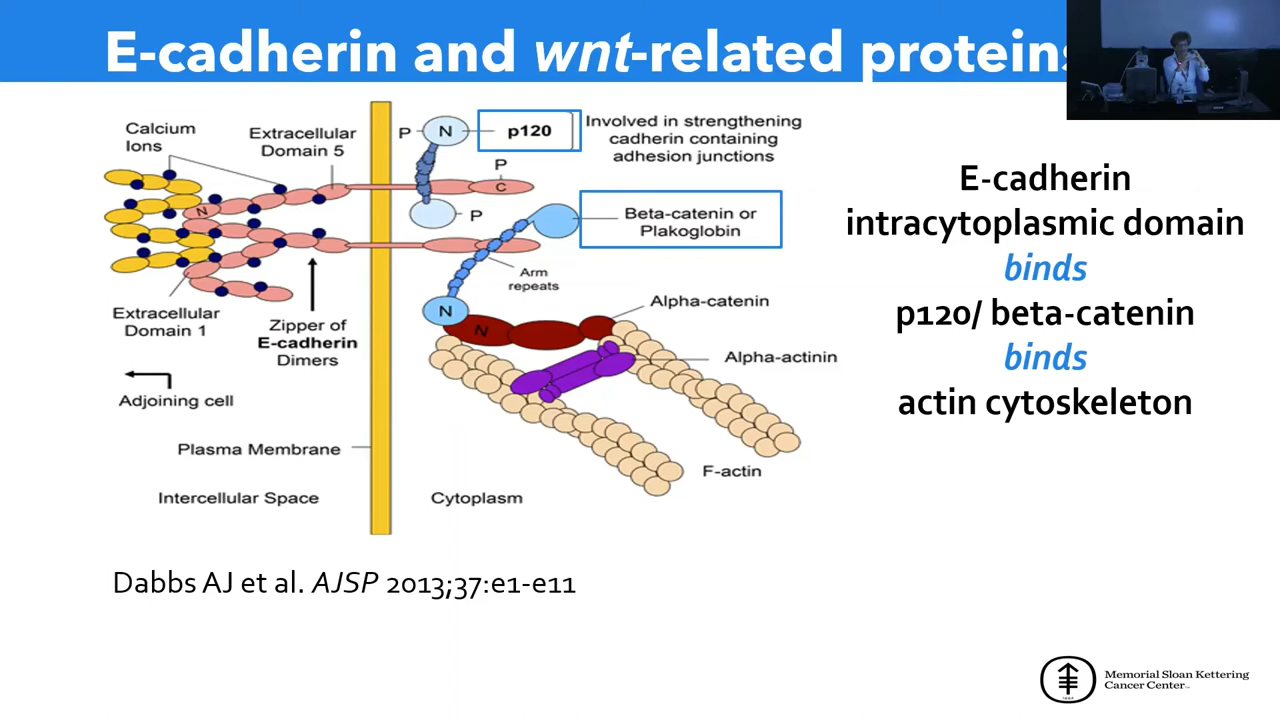 E-cadherin and wnt-related proteins
Calcium
Ions
Extracellular
Domain 5
P
N
p120
Involved in strengthening
cadherin containing
adhesion junctions
P
C
N
P
Beta-catenin or
Plakoglobin
Arm
repeats
Extracellular
Domain 1
Zipper of
E-cadherin
Dimers
N
N
Alpha-catenin
Alpha-actinin
Adjoining cell
Plasma Membrane
F-actin
Intercellular Space
Cytoplasm
E-cadherin
intracytoplasmic domain
binds
p120/ beta-catenin
binds
actin cytoskeleton
Dabbs AJ et al. AJSP 2013;37:e1-e11
Memorial Sloan Kettering
Cancer Center